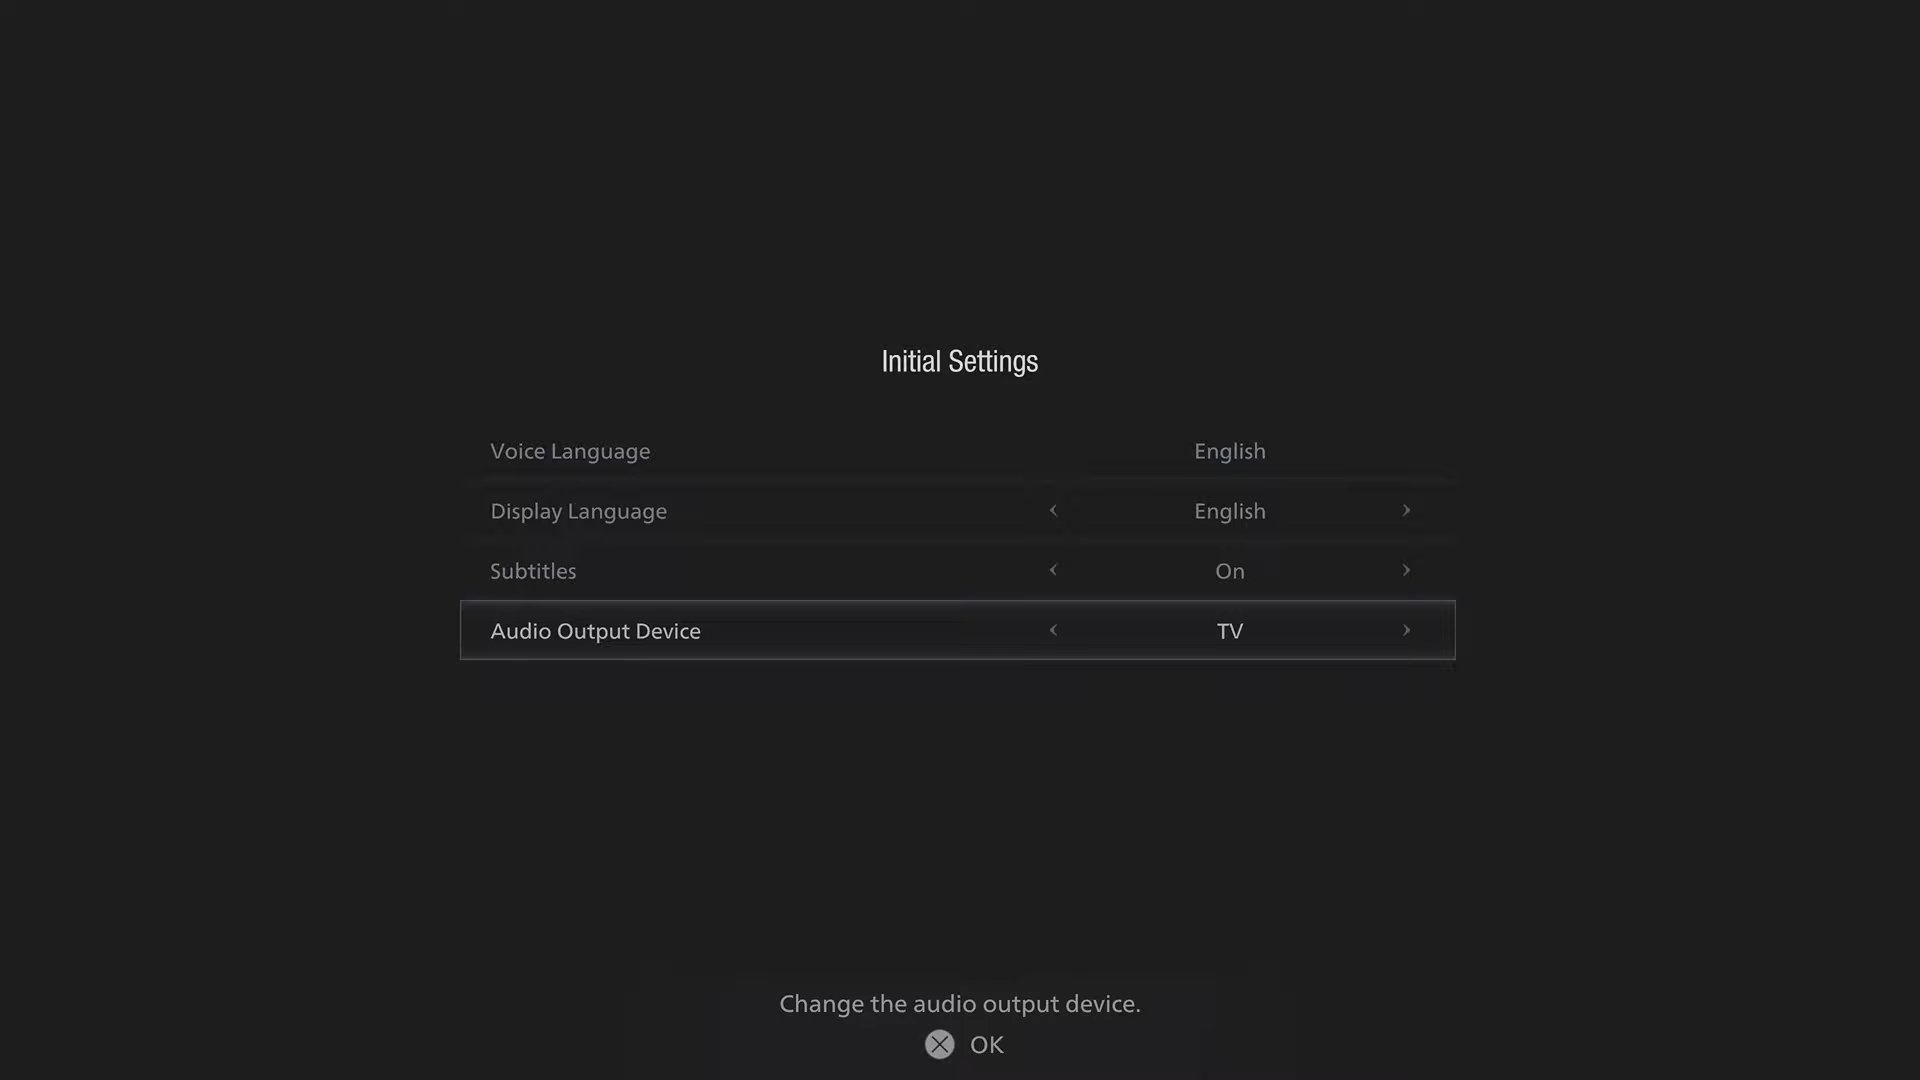 Initial Settings
Voice Language English
Display Language English
Subtitles On
Audio Output Device TV
Change the audio output device.
OK